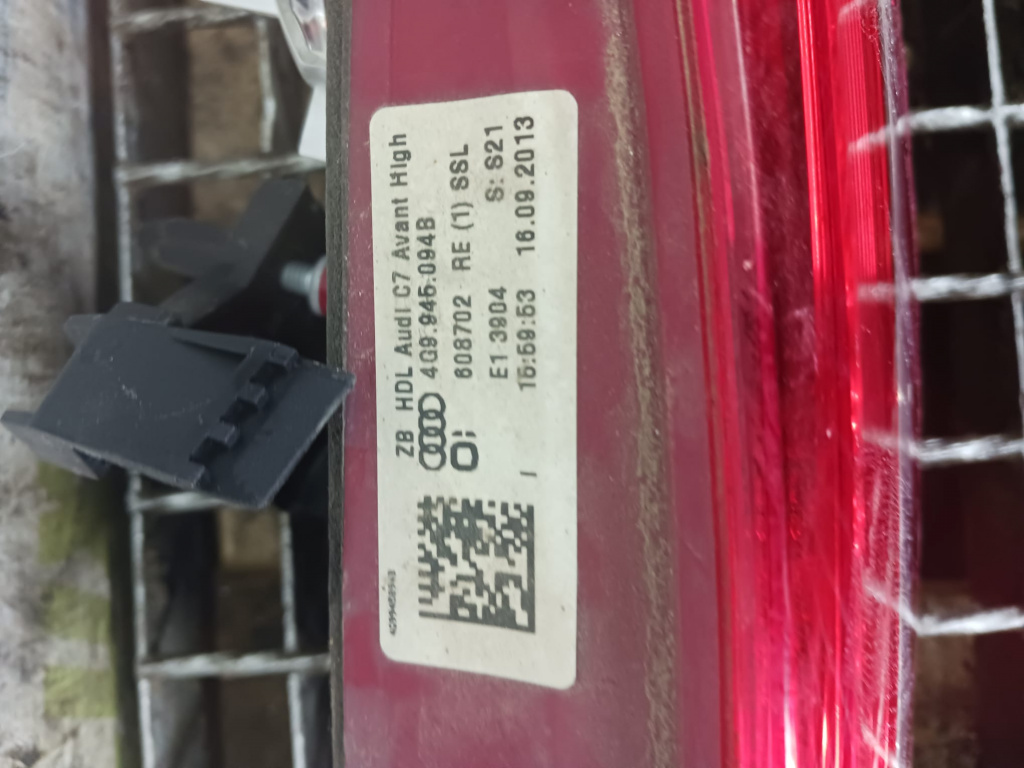 ZB HDL Audi C7 Avant High
4G9.945.094B
608702 RE (1) SSL
E1 3904 S: S21
15:59:53 16.09.2013